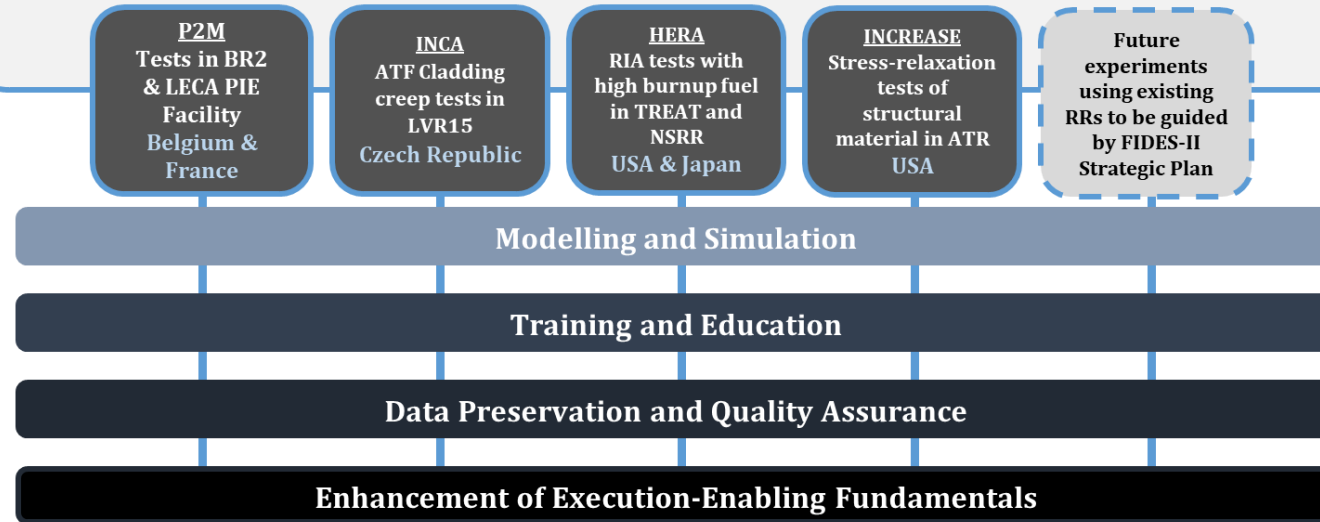 P2M
Tests in BR2
& LECA PIE
Facility
Belgium &
France
INCA
ATF Cladding
creep tests in
LVR15
Czech Republic
HERA
RIA tests with
high burnup fuel
in TREAT and
NSRR
USA & Japan
INCREASE
Stress-relaxation
tests of
structural
material in ATR
USA
Future
experiments
using existing
RRs to be guided
by FIDES-II
Strategic Plan
Modelling and Simulation
Training and Education
Data Preservation and Quality Assurance
Enhancement of Execution-Enabling Fundamentals